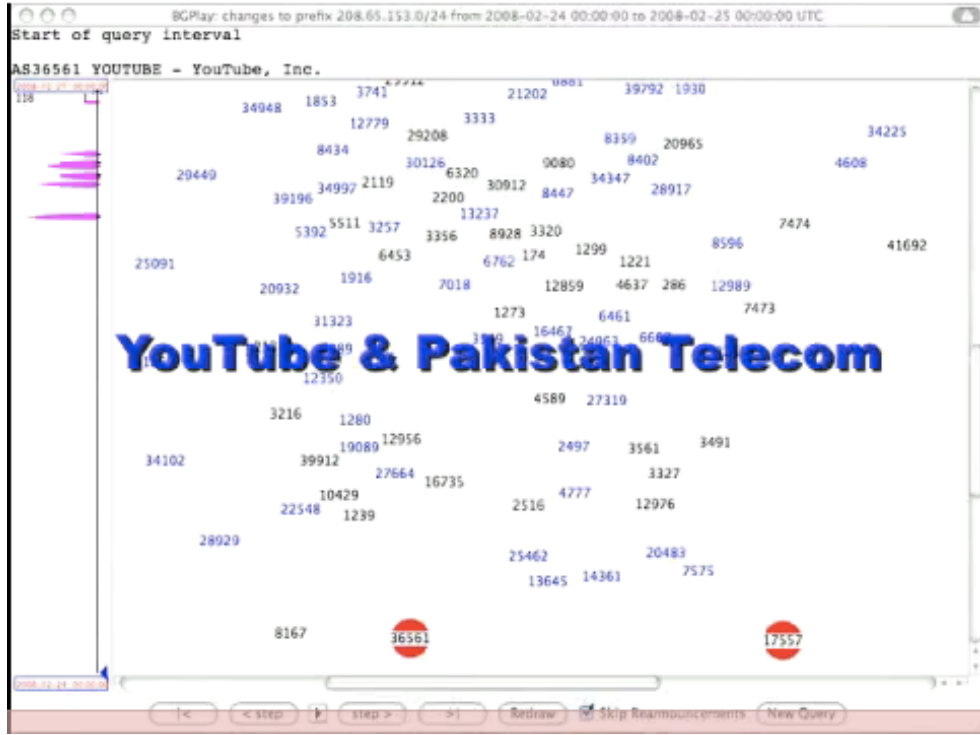 BGPlay: changes to prefix 208.65.153.0/24 from 2008-02-24 00:00:00 to 2008-02-25 00:00:00 UTC
Start of query interval
AS36561 YOUTUBE - YouTube, Inc.
118
3741 21202 6881 39792 1930
34948 1853
12779 3333
29208 8359 20965 34225
8434 30126 9080 8402 4608
29449 34997 2119 6320 30912 34347
39196 2200 8447 28917
13237
5392 5511 3257 3356 8928 3320 7474
6453 174 1299 8596 41692
25091 6762 1221
1916 7018 12859 4637 286 12989
20932
31323 1273 6461 7473
16467
YouTube & Pakistan Telecom
12350
4589 27319
3216 1280
19089 12956 2497 3561 3491
34102 39912
27664 16735 3327
10429 4777
22548 1239 2516 12976
28929
25462 20483
13645 14361 7575
8167 36561 17557
|< < step step > >| Redraw Skip Reannouncements New Query